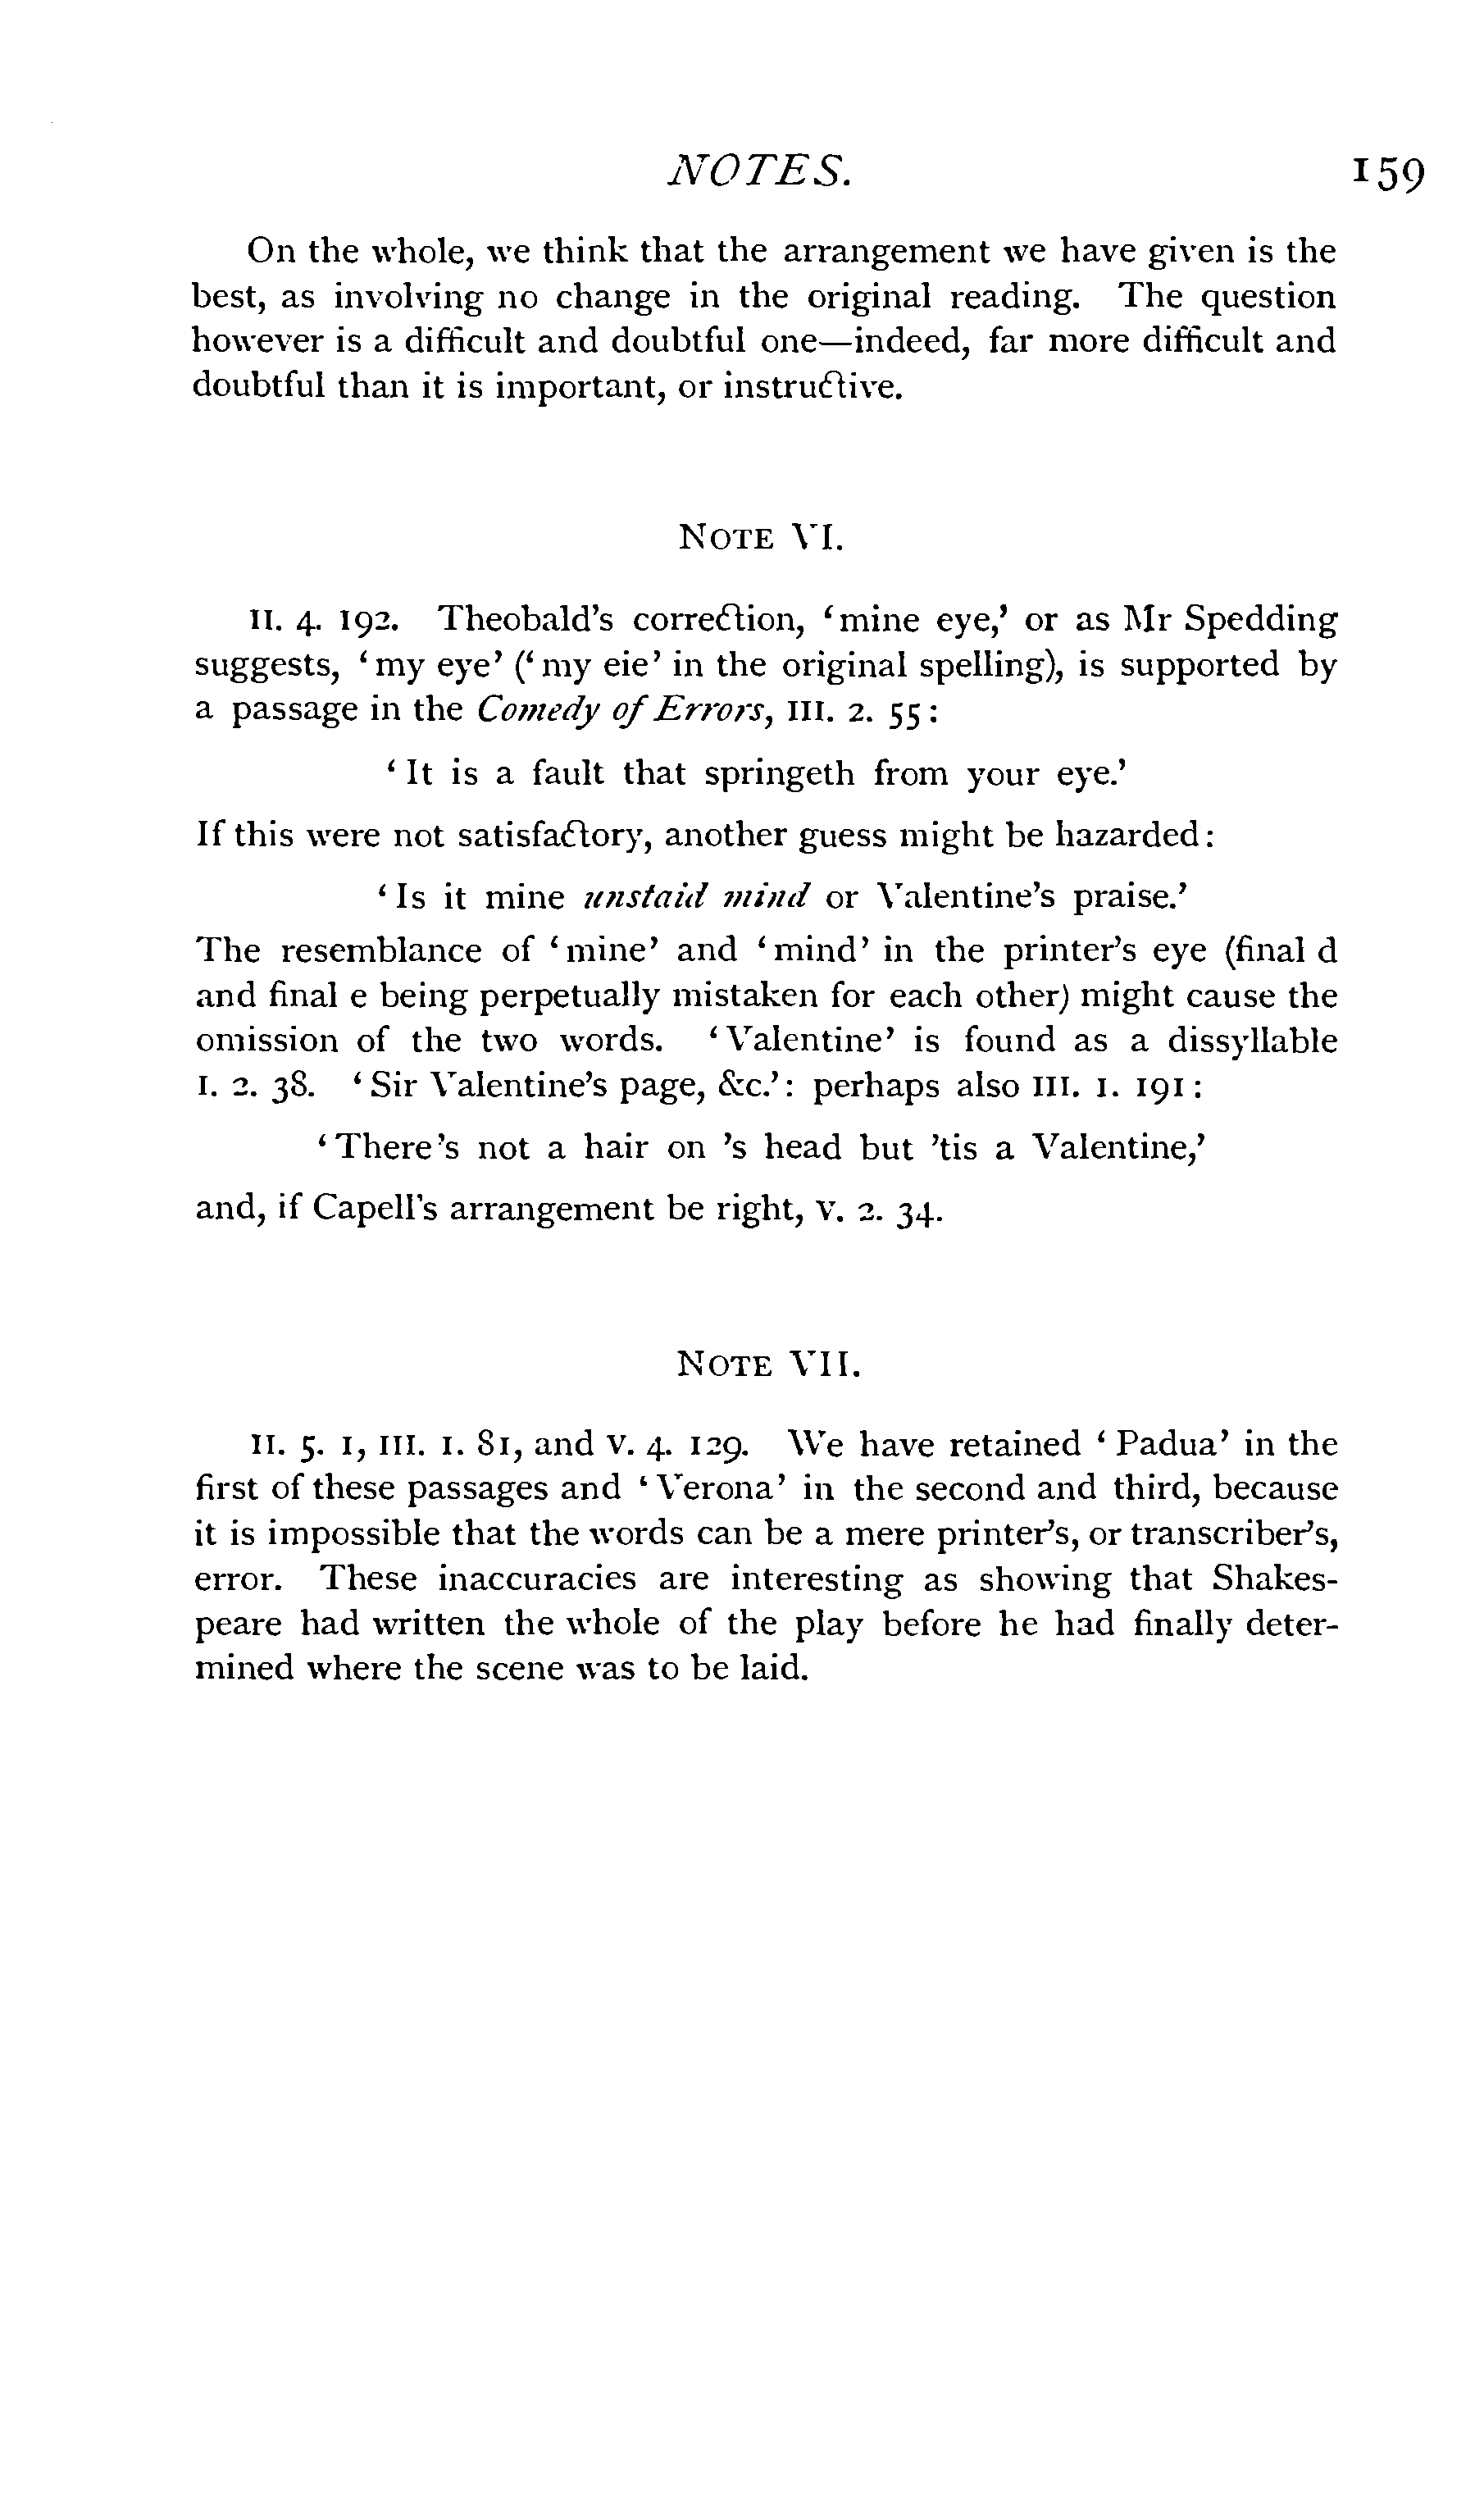 NOTES. 159
On the whole, we think that the arrangement we have given is the
best, as involving no change in the original reading. The question
however is a difficult and doubtful one—indeed, far more difficult and
doubtful than it is important, or instructive.
NOTE VI.
II. 4. 192. Theobald's correction, 'mine eye,' or as Mr Spedding
suggests, 'my eye' ('my eie' in the original spelling), is supported by
a passage in the Comedy of Errors, III. 2. 55:
'It is a fault that springeth from your eye.'
If this were not satisfactory, another guess might be hazarded:
'Is it mine unstaid mind or Valentine's praise.'
The resemblance of 'mine' and 'mind' in the printer's eye (final d
and final e being perpetually mistaken for each other) might cause the
omission of the two words. 'Valentine' is found as a dissyllable
I. 2. 38. 'Sir Valentine's page, &c.': perhaps also III. 1. 191:
'There's not a hair on 's head but 'tis a Valentine,'
and, if Capell's arrangement be right, V. 2. 34.
NOTE VII.
II. 5. 1, III. 1. 81, and V. 4. 129. We have retained 'Padua' in the
first of these passages and 'Verona' in the second and third, because
it is impossible that the words can be a mere printer's, or transcriber's,
error. These inaccuracies are interesting as showing that Shakes-
peare had written the whole of the play before he had finally deter-
mined where the scene was to be laid.